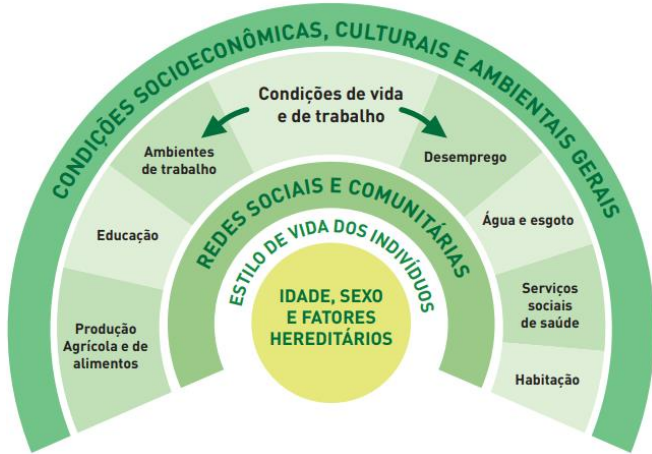 CONDIÇÕES SOCIOECONÔMICAS, CULTURAIS E AMBIENTAIS GERAIS
Condições de vida
e de trabalho
Ambientes
de trabalho
Desemprego
Educação
Água e esgoto
Produção
Agrícola e de
alimentos
Serviços
sociais
de saúde
Habitação
REDES SOCIAIS E COMUNITÁRIAS
ESTILO DE VIDA DOS INDIVÍDUOS
IDADE, SEXO
E FATORES
HEREDITÁRIOS